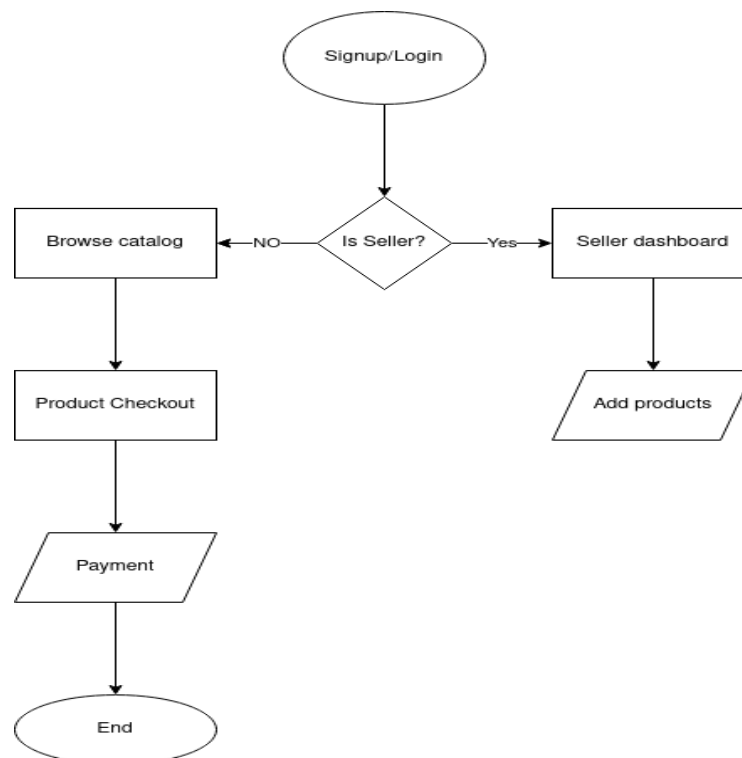 Signup/Login
Is Seller?
NO
Yes
Browse catalog
Seller dashboard
Product Checkout
Add products
Payment
End